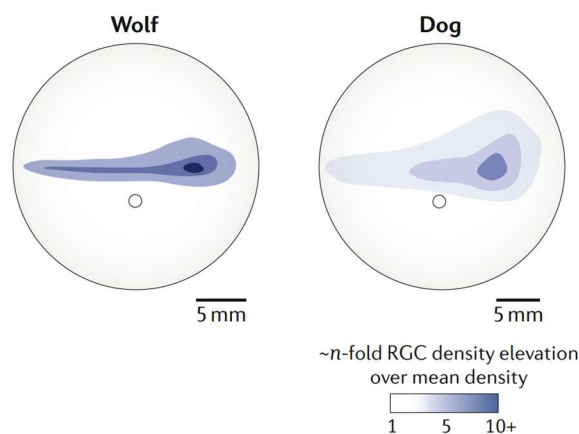 Wolf
Dog
5 mm
5 mm
~n-fold RGC density elevation
over mean density
1 5 10+